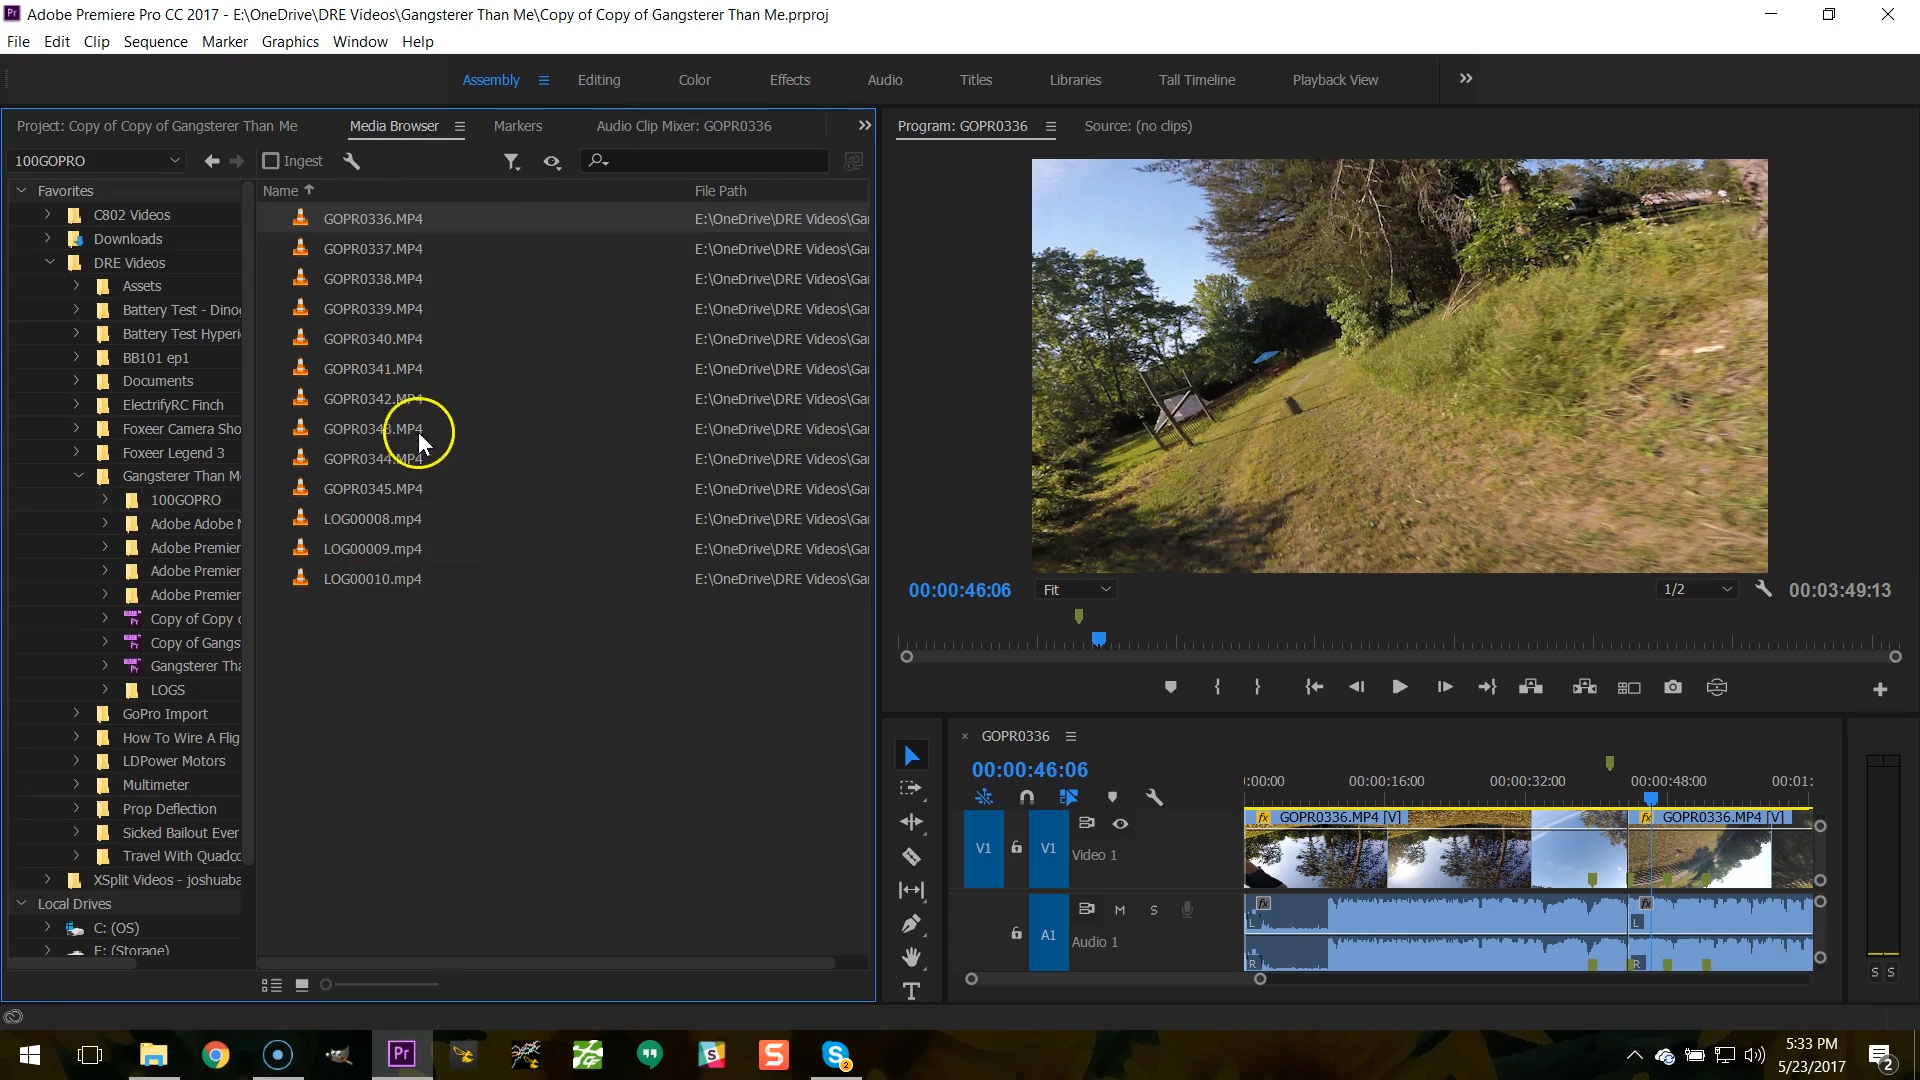 Adobe Premiere Pro CC 2017 - E:\OneDrive\DRE Videos\Gangsterer Than Me\Copy of Copy of Gangsterer Than Me.prproj
File Edit Clip Sequence Marker Graphics Window Help
Assembly Editing Color Effects Audio Titles Libraries Tall Timeline Playback View
Project: Copy of Copy of Gangsterer Than Me Media Browser Markers Audio Clip Mixer: GOPR0336
Program: GOPR0336 Source: (no clips)
100GOPRO Ingest
Name File Path
Favorites
C802 Videos
Downloads
DRE Videos
Assets
Battery Test - Dino
Battery Test Hyperi
BB101 ep1
Documents
ElectrifyRC Finch
Foxeer Camera Sho
Foxeer Legend 3
Gangsterer Than M
100GOPRO
Adobe Adobe
Adobe Premier
Adobe Premier
Adobe Premier
Copy of Copy
Copy of Gangs
Gangsterer Tha
LOGS
GoPro Import
How To Wire A Flig
LDPower Motors
Multimeter
Prop Deflection
Sicked Bailout Ever
Travel With Quadco
XSplit Videos - joshuaba
Local Drives
C: (OS)
E: (Storage)
GOPR0336.MP4 E:\OneDrive\DRE Videos\Ga
GOPR0337.MP4 E:\OneDrive\DRE Videos\Ga
GOPR0338.MP4 E:\OneDrive\DRE Videos\Ga
GOPR0339.MP4 E:\OneDrive\DRE Videos\Ga
GOPR0340.MP4 E:\OneDrive\DRE Videos\Ga
GOPR0341.MP4 E:\OneDrive\DRE Videos\Ga
GOPR0342.MP4 E:\OneDrive\DRE Videos\Ga
GOPR0343.MP4 E:\OneDrive\DRE Videos\Ga
GOPR0344.MP4 E:\OneDrive\DRE Videos\Ga
GOPR0345.MP4 E:\OneDrive\DRE Videos\Ga
LOG00008.mp4 E:\OneDrive\DRE Videos\Ga
LOG00009.mp4 E:\OneDrive\DRE Videos\Ga
LOG00010.mp4 E:\OneDrive\DRE Videos\Ga
00:00:46:06 Fit 1/2 00:03:49:13
GOPR0336
00:00:46:06
:00:00 00:00:16:00 00:00:32:00 00:00:48:00 00:01:
fx GOPR0336.MP4 [V] fx GOPR0336.MP4 [V]
V1 V1 Video 1
fx fx
L L
A1 M S Audio 1
R R
S S
5:33 PM
5/23/2017
2
2